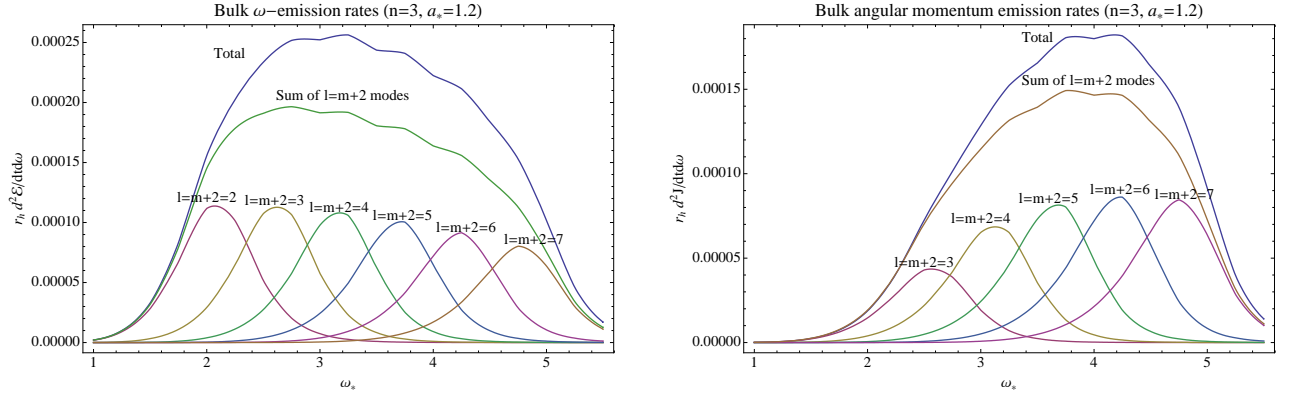 Bulk ω−emission rates (n=3, a*=1.2)
r_h d²ℰ/dtdω
0.00025
0.00020
0.00015
0.00010
0.00005
0.00000
Total
Sum of l=m+2 modes
l=m+2=2
l=m+2=3
l=m+2=4
l=m+2=5
l=m+2=6
l=m+2=7
1 2 3 4 5
ω*
Bulk angular momentum emission rates (n=3, a*=1.2)
r_h d²J/dtdω
0.00015
0.00010
0.00005
0.00000
Total
Sum of l=m+2 modes
l=m+2=3
l=m+2=4
l=m+2=5
l=m+2=6
l=m+2=7
1 2 3 4 5
ω*